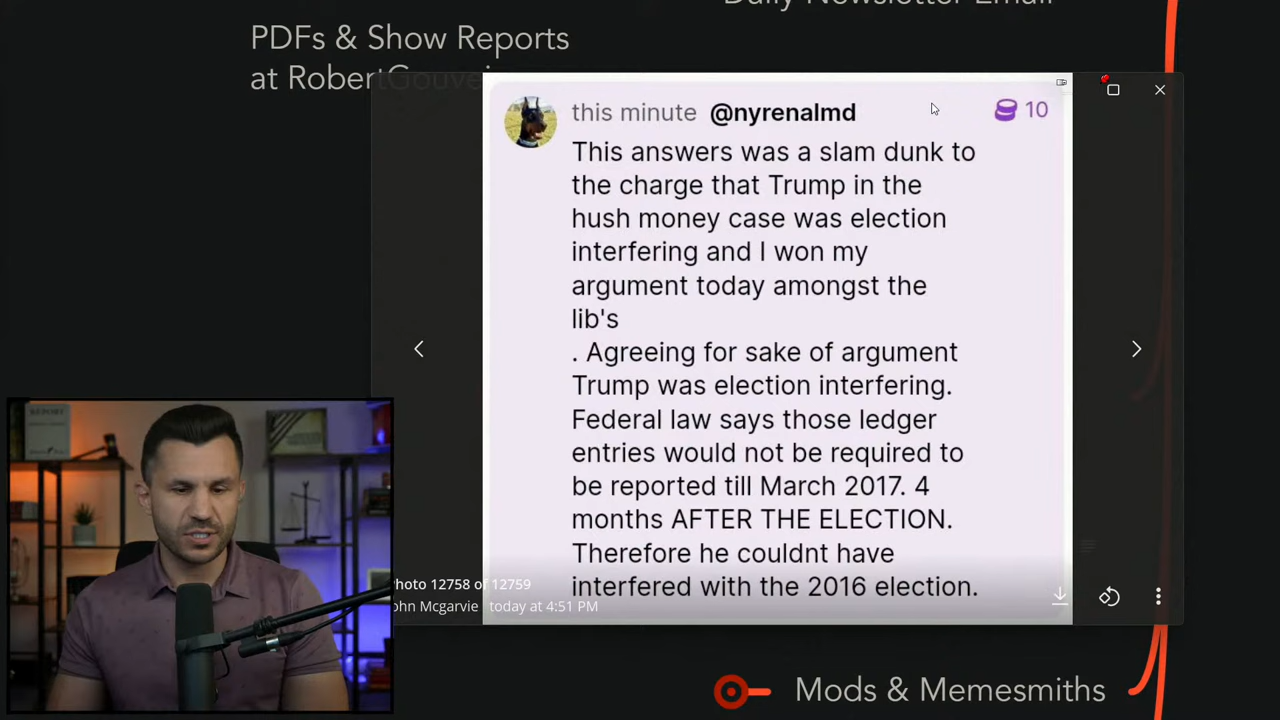 Daily Newsletter Email
PDFs & Show Reports
at RobertGouvei
this minute @nyrenalmd
10
This answers was a slam dunk to
the charge that Trump in the
hush money case was election
interfering and I won my
argument today amongst the
lib's
. Agreeing for sake of argument
Trump was election interfering.
Federal law says those ledger
entries would not be required to
be reported till March 2017. 4
months AFTER THE ELECTION.
Therefore he couldnt have
interfered with the 2016 election.
hoto 12758 of 12759
ohn Mcgarvie today at 4:51 PM
Mods & Memesmiths